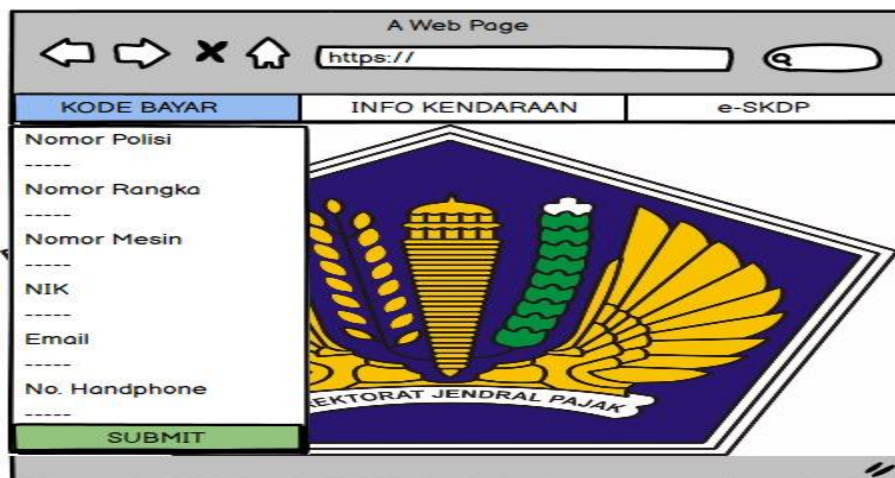 A Web Page
https://
KODE BAYAR
INFO KENDARAAN
e-SKDP
Nomor Polisi
-----
Nomor Rangka
-----
Nomor Mesin
-----
NIK
-----
Email
-----
No. Handphone
-----
SUBMIT
EKTORAT JENDRAL PAJAK